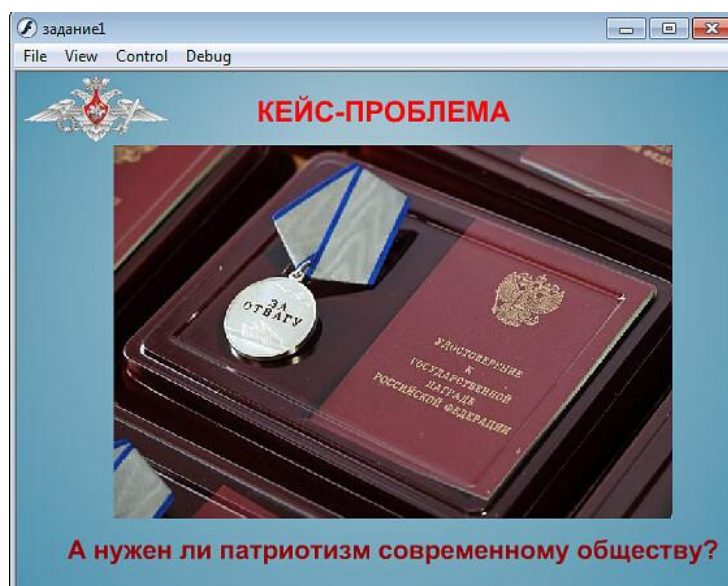 задание1
File View Control Debug
КЕЙС-ПРОБЛЕМА
ЗА
ОТВАГУ
УДОСТОВЕРЕНИЕ
К
ГОСУДАРСТВЕННОЙ
НАГРАДЕ
РОССИЙСКОЙ ФЕДЕРАЦИИ
А нужен ли патриотизм современному обществу?